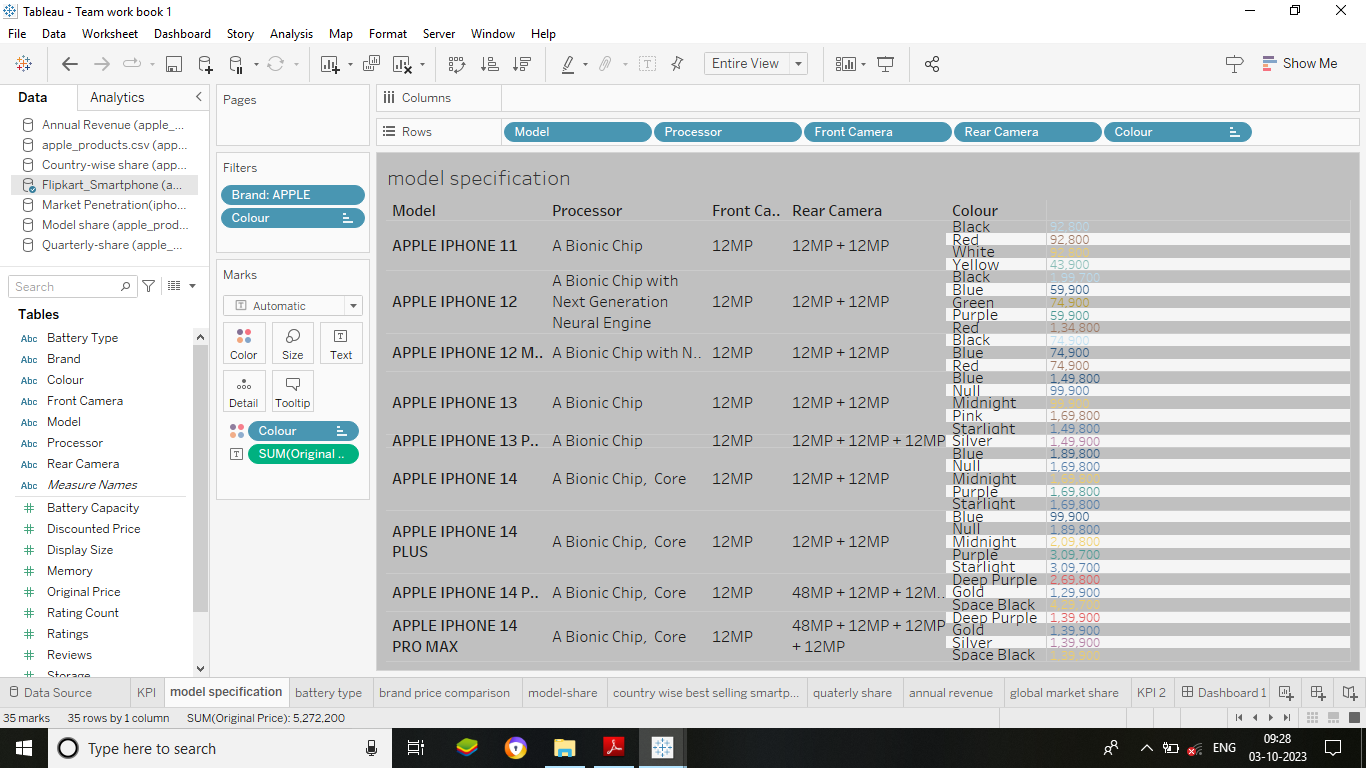 Tableau - Team work book 1
File Data Worksheet Dashboard Story Analysis Map Format Server Window Help
Entire View
Show Me
Data Analytics
Annual Revenue (apple_...
apple_products.csv (app...
Country-wise share (app...
Flipkart_Smartphone (a...
Market Penetration(ipho...
Model share (apple_prod...
Quarterly-share (apple_...
Search
Tables
Abc Battery Type
Abc Brand
Abc Colour
Abc Front Camera
Abc Model
Abc Processor
Abc Rear Camera
Abc Measure Names
# Battery Capacity
# Discounted Price
# Display Size
# Memory
# Original Price
# Rating Count
# Ratings
# Reviews
Pages
Filters
Brand: APPLE
Colour
Marks
T Automatic
Color Size Text
Detail Tooltip
Colour
SUM(Original ..
Columns
Rows Model Processor Front Camera Rear Camera Colour
model specification
Model Processor Front Ca.. Rear Camera Colour
APPLE IPHONE 11 A Bionic Chip 12MP 12MP + 12MP
Black 92,800
Red 92,800
White
Yellow 43,900
APPLE IPHONE 12 A Bionic Chip with Next Generation Neural Engine 12MP 12MP + 12MP
Black
Blue 59,900
Green 74,900
Purple 59,900
Red 1,34,800
APPLE IPHONE 12 M.. A Bionic Chip with N.. 12MP 12MP + 12MP
Black 74,900
Blue 74,900
Red 74,900
APPLE IPHONE 13 A Bionic Chip 12MP 12MP + 12MP
Blue 1,49,800
Null 99,900
Midnight
Pink 1,69,800
Starlight 1,49,800
APPLE IPHONE 13 P.. A Bionic Chip 12MP 12MP + 12MP + 12MP
Silver 1,49,900
APPLE IPHONE 14 A Bionic Chip, Core 12MP 12MP + 12MP
Blue 1,89,800
Null 1,69,800
Midnight
Purple 1,69,800
Starlight 1,69,800
APPLE IPHONE 14 PLUS A Bionic Chip, Core 12MP 12MP + 12MP
Blue 99,900
Null 1,89,800
Midnight 2,09,800
Purple 3,09,700
Starlight 3,09,700
APPLE IPHONE 14 P.. A Bionic Chip, Core 12MP 48MP + 12MP + 12M..
Deep Purple 2,69,800
Gold 1,29,900
Space Black
APPLE IPHONE 14 PRO MAX A Bionic Chip, Core 12MP 48MP + 12MP + 12MP + 12MP
Deep Purple 1,39,900
Gold 1,39,900
Silver 1,39,900
Space Black
Data Source KPI model specification battery type brand price comparison model-share country wise best selling smartp... quaterly share annual revenue global market share KPI 2 Dashboard 1
35 marks 35 rows by 1 column SUM(Original Price): 5,272,200
Type here to search
ENG
09:28
03-10-2023